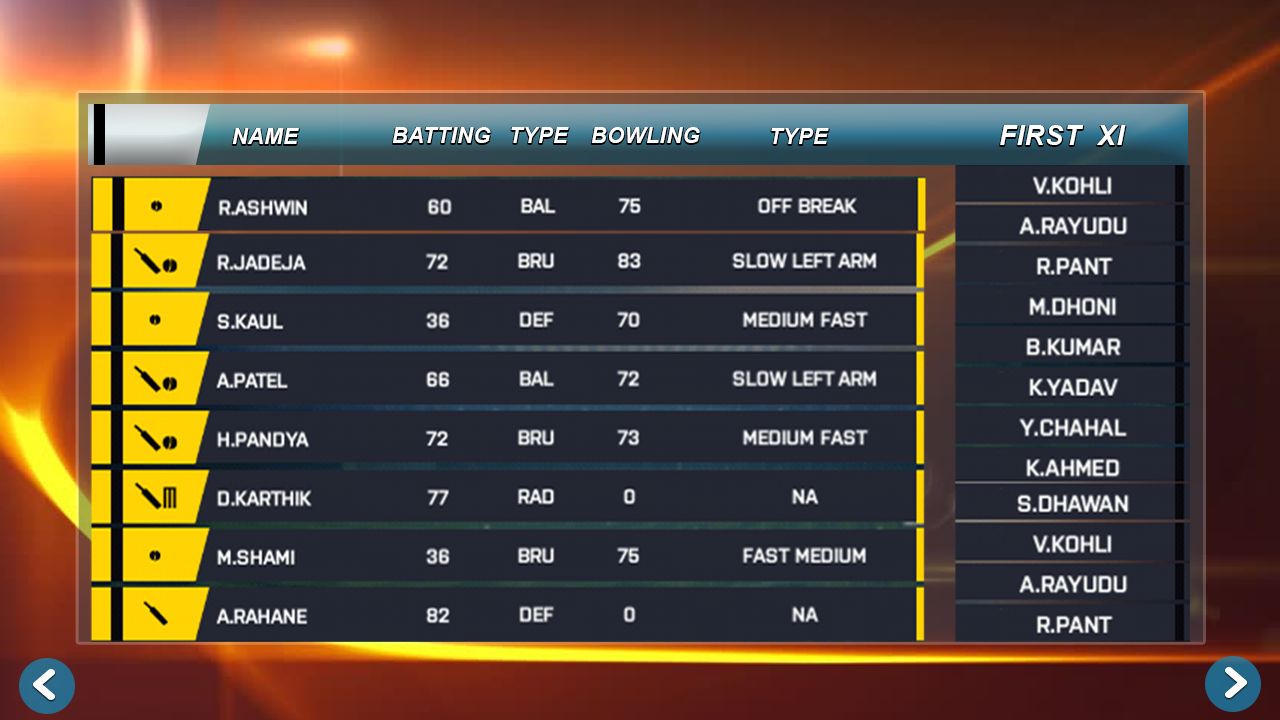 NAME BATTING TYPE BOWLING TYPE FIRST XI
R.ASHWIN 60 BAL 75 OFF BREAK
R.JADEJA 72 BRU 83 SLOW LEFT ARM
S.KAUL 36 DEF 70 MEDIUM FAST
A.PATEL 66 BAL 72 SLOW LEFT ARM
H.PANDYA 72 BRU 73 MEDIUM FAST
D.KARTHIK 77 RAD 0 NA
M.SHAMI 36 BRU 75 FAST MEDIUM
A.RAHANE 82 DEF 0 NA
V.KOHLI
A.RAYUDU
R.PANT
M.DHONI
B.KUMAR
K.YADAV
Y.CHAHAL
K.AHMED
S.DHAWAN
V.KOHLI
A.RAYUDU
R.PANT